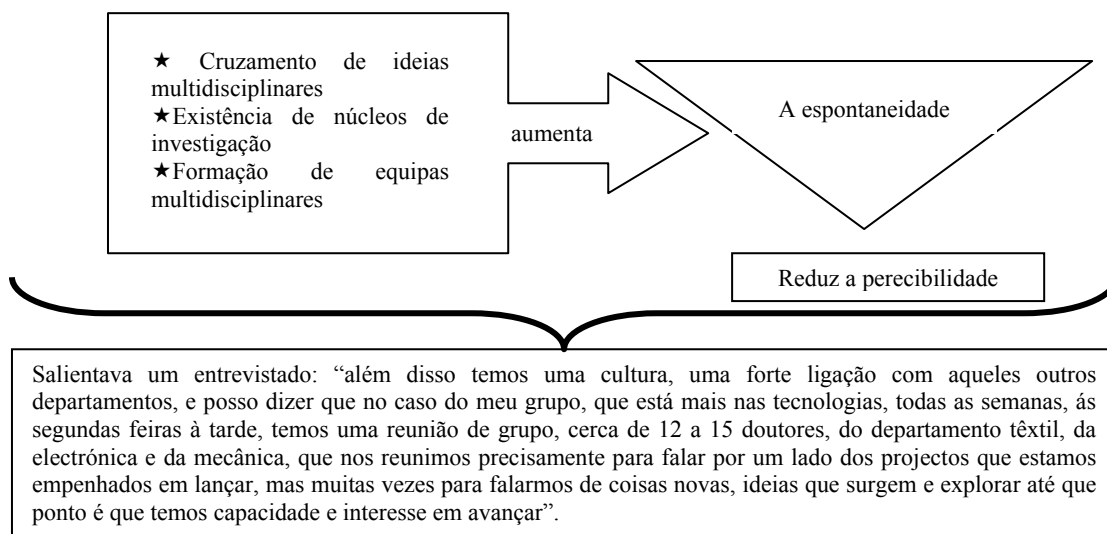 ★ Cruzamento de ideias
multidisciplinares
★Existência de núcleos de
investigação
★Formação de equipas
multidisciplinares
aumenta
A espontaneidade
Reduz a perecibilidade
Salientava um entrevistado: “além disso temos uma cultura, uma forte ligação com aqueles outros
departamentos, e posso dizer que no caso do meu grupo, que está mais nas tecnologias, todas as semanas, ás
segundas feiras à tarde, temos uma reunião de grupo, cerca de 12 a 15 doutores, do departamento têxtil, da
electrónica e da mecânica, que nos reunimos precisamente para falar por um lado dos projectos que estamos
empenhados em lançar, mas muitas vezes para falarmos de coisas novas, ideias que surgem e explorar até que
ponto é que temos capacidade e interesse em avançar”.